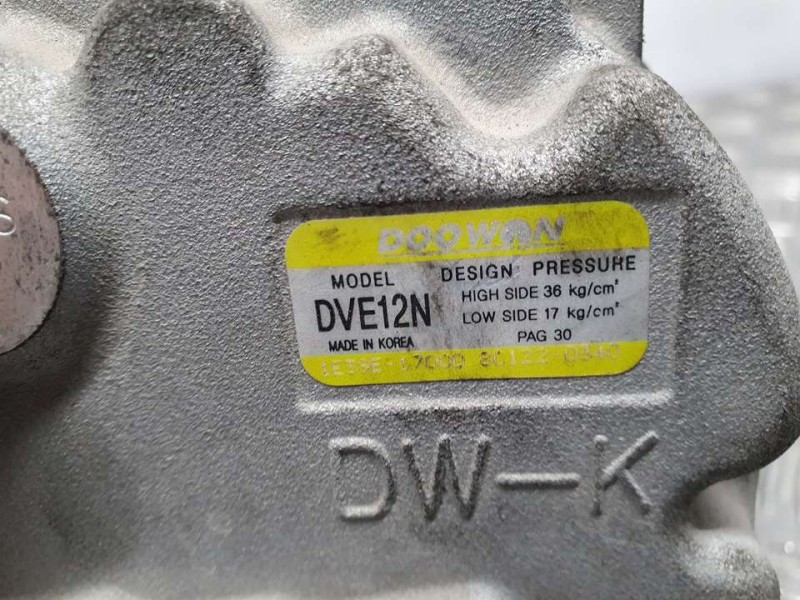 DOOWON
MODEL DESIGN PRESSURE
DVE12N HIGH SIDE 36 kg/cm²
LOW SIDE 17 kg/cm²
MADE IN KOREA PAG 30
DW-K